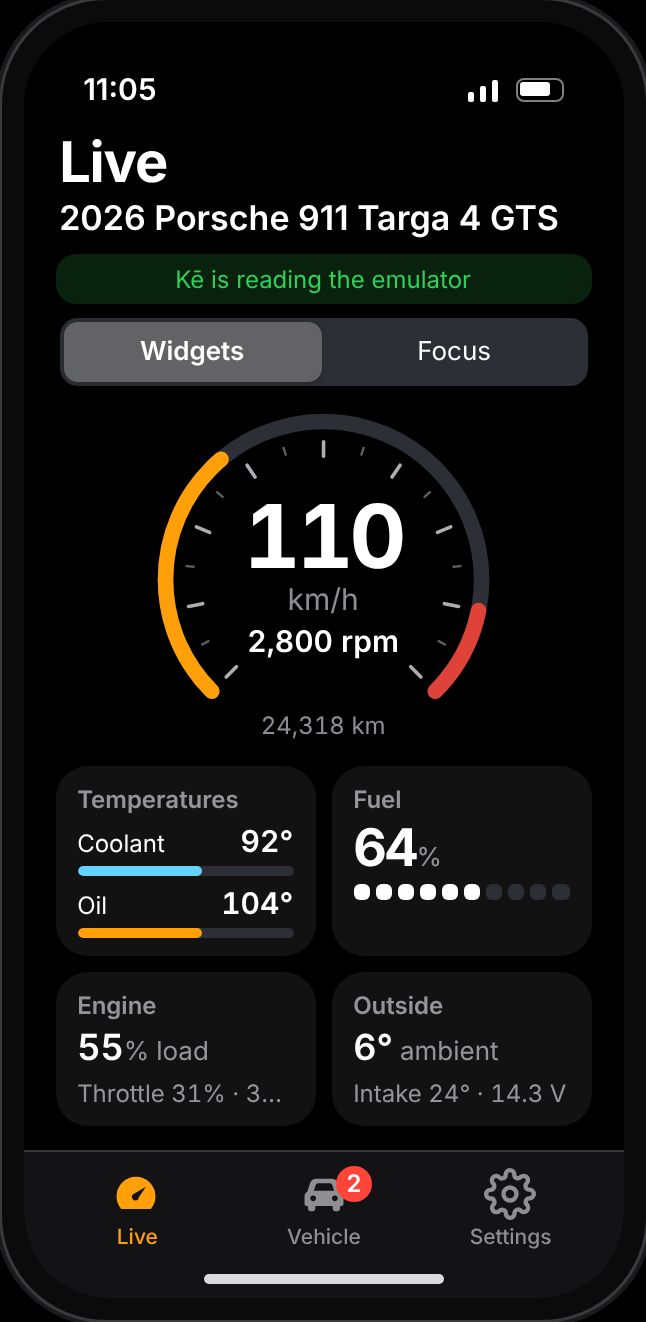 11:05
Live
2026 Porsche 911 Targa 4 GTS
Kē is reading the emulator
Widgets
Focus
110
km/h
2,800 rpm
24,318 km
Temperatures
Coolant 92°
Oil 104°
Fuel
64%
Engine
55% load
Throttle 31% · 3...
Outside
6° ambient
Intake 24° · 14.3 V
Live
2
Vehicle
Settings